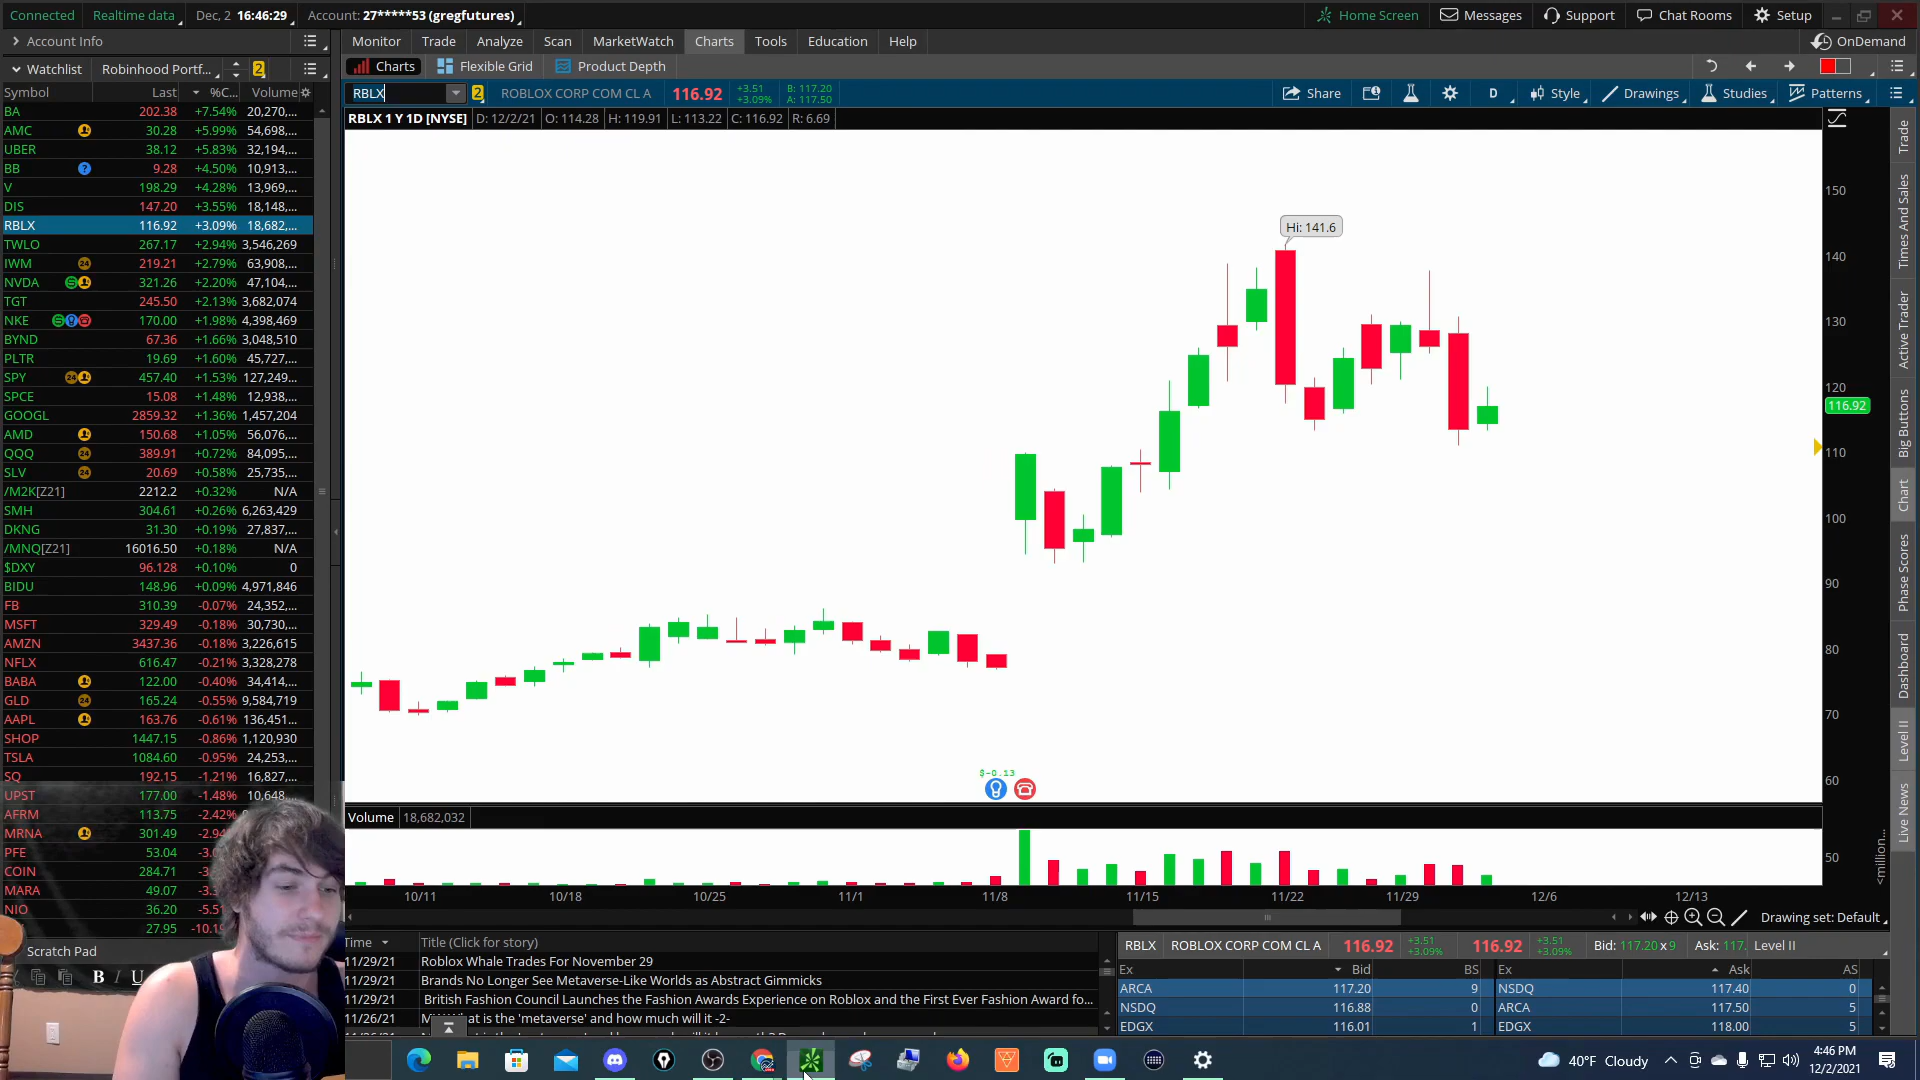 Connected Realtime data Dec, 2 16:46:29 Account: 27*****53 (gregfutures) Home Screen Messages Support Chat Rooms Setup
Account Info Monitor Trade Analyze Scan MarketWatch Charts Tools Education Help OnDemand
Watchlist Robinhood Portf... 2 Charts Flexible Grid Product Depth
Symbol Last %C... Volume RBLX 2 ROBLOX CORP COM CL A 116.92 +3.51 +3.09% B: 117.20 A: 117.50 Share D Style Drawings Studies Patterns
RBLX 1 Y 1D [NYSE] D: 12/2/21 O: 114.28 H: 119.91 L: 113.22 C: 116.92 R: 6.69
BA 202.38 +7.54% 20,270,...
AMC 30.28 +5.99% 54,698,...
UBER 38.12 +5.83% 32,194,...
BB 9.28 +4.50% 10,913,...
V 198.29 +4.28% 13,969,...
DIS 147.20 +3.55% 18,148,...
RBLX 116.92 +3.09% 18,682,...
TWLO 267.17 +2.94% 3,546,269
IWM 24 219.21 +2.79% 63,908,...
NVDA 321.26 +2.20% 47,104,...
TGT 245.50 +2.13% 3,682,074
NKE 170.00 +1.98% 4,398,469
BYND 67.36 +1.66% 3,048,510
PLTR 19.69 +1.60% 45,727,...
SPY 24 457.40 +1.53% 127,249...
SPCE 15.08 +1.48% 12,938,...
GOOGL 2859.32 +1.36% 1,457,204
AMD 150.68 +1.05% 56,076,...
QQQ 24 389.91 +0.72% 84,095,...
SLV 24 20.69 +0.58% 25,735,...
/M2K[Z21] 2212.2 +0.32% N/A
SMH 304.61 +0.26% 6,263,429
DKNG 31.30 +0.19% 27,837,...
/MNQ[Z21] 16016.50 +0.18% N/A
$DXY 96.128 +0.10% 0
BIDU 148.96 +0.09% 4,971,846
FB 310.39 -0.07% 24,352,...
MSFT 329.49 -0.18% 30,730,...
AMZN 3437.36 -0.18% 3,226,615
NFLX 616.47 -0.21% 3,328,278
BABA 122.00 -0.40% 34,414,...
GLD 24 165.24 -0.55% 9,584,719
AAPL 163.76 -0.61% 136,451...
SHOP 1447.15 -0.86% 1,120,930
TSLA 1084.60 -0.95% 24,253,...
SQ 192.15 -1.21% 16,827,...
UPST 177.00 -1.48% 10,648,...
AFRM 113.75 -2.42%
MRNA 301.49 -2.94
PFE 53.04
COIN 284.71
MARA 49.07
NIO 36.20 -5.5
27.95 -10.1
Scratch Pad
B I U
Hi: 141.6
150
140
130
120
116.92
110
100
90
80
70
60
$-0.13
Volume 18,682,032
50
<million...
10/11 10/18 10/25 11/1 11/8 11/15 11/22 11/29 12/6 12/13
Drawing set: Default
Trade
Times And Sales
Active Trader
Big Buttons
Chart
Phase Scores
Dashboard
Level II
Live News
Time Title (Click for story)
11/29/21 Roblox Whale Trades For November 29
11/29/21 Brands No Longer See Metaverse-Like Worlds as Abstract Gimmicks
11/29/21 British Fashion Council Launches the Fashion Awards Experience on Roblox and the First Ever Fashion Award fo...
11/26/21 What is the 'metaverse' and how much will it -2-
RBLX ROBLOX CORP COM CL A 116.92 +3.51 +3.09% 116.92 +3.51 +3.09% Bid: 117.20 x 9 Ask: 117. Level II
Ex Bid BS Ex Ask AS
ARCA 117.20 9 NSDQ 117.40 0
NSDQ 116.88 0 ARCA 117.50 5
EDGX 116.01 1 EDGX 118.00 5
40°F Cloudy 4:46 PM
12/2/2021